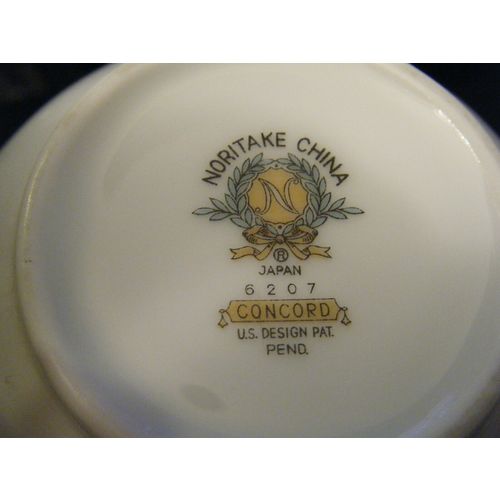 NORITAKE CHINA
N
®
JAPAN
6207
CONCORD
U.S. DESIGN PAT.
PEND.